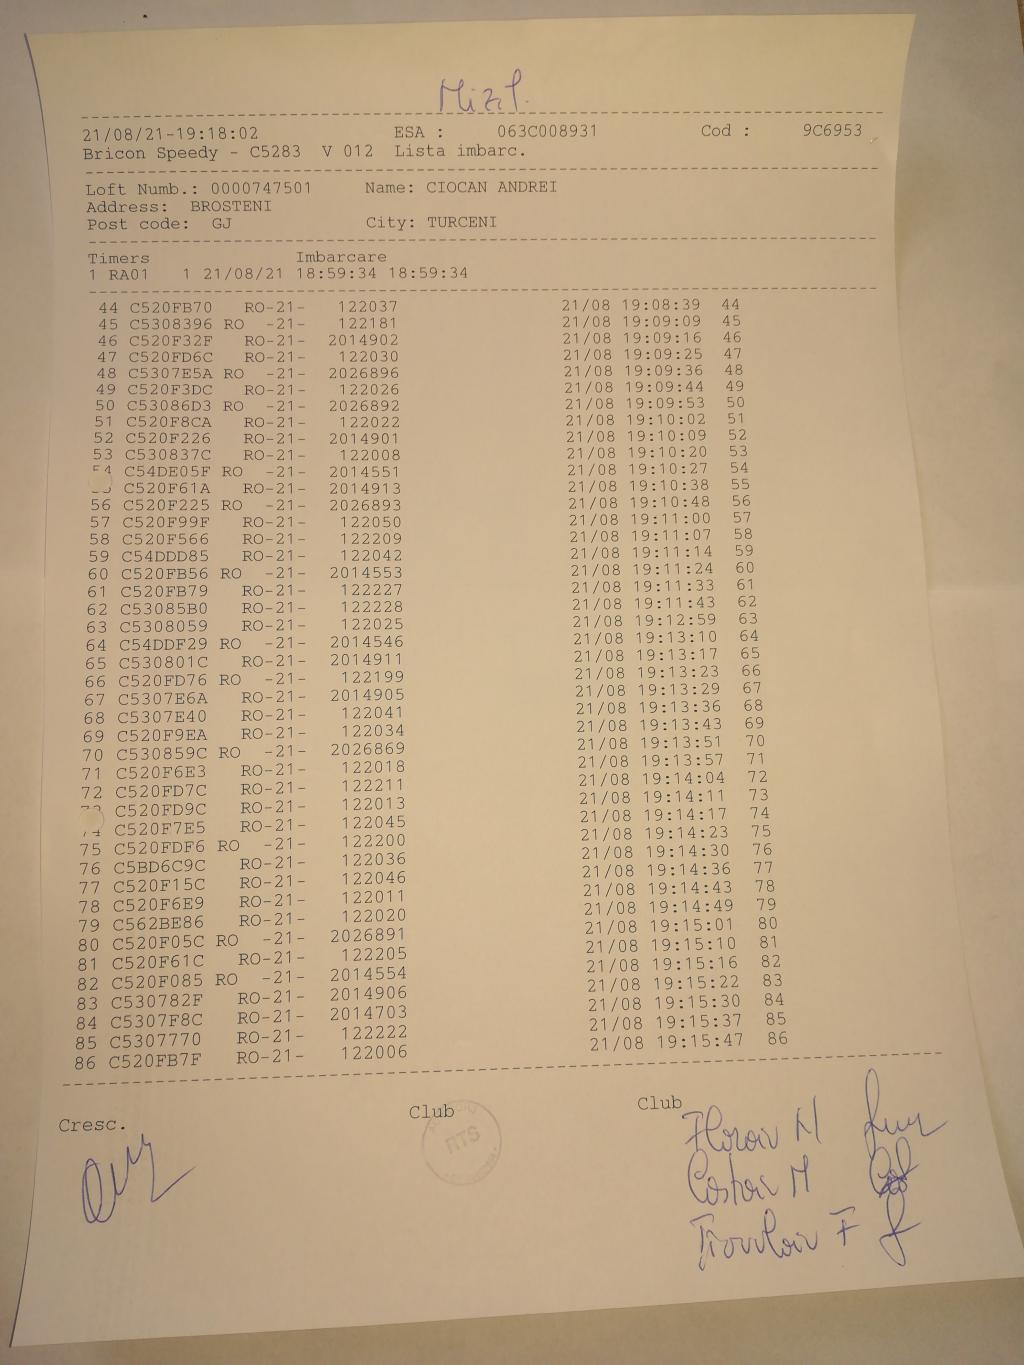 Mizil
21/08/21-19:18:02 ESA : 063C008931 Cod : 9C6953
Bricon Speedy - C5283 V 012 Lista imbarc.
Loft Numb.: 0000747501 Name: CIOCAN ANDREI
Address: BROSTENI
Post code: GJ City: TURCENI
Timers Imbarcare
1 RA01 1 21/08/21 18:59:34 18:59:34
44 C520FB70 RO-21- 122037 21/08 19:08:39 44
45 C5308396 RO -21- 122181 21/08 19:09:09 45
46 C520F32F RO-21- 2014902 21/08 19:09:16 46
47 C520FD6C RO-21- 122030 21/08 19:09:25 47
48 C5307E5A RO -21- 2026896 21/08 19:09:36 48
49 C520F3DC RO-21- 122026 21/08 19:09:44 49
50 C53086D3 RO -21- 2026892 21/08 19:09:53 50
51 C520F8CA RO-21- 122022 21/08 19:10:02 51
52 C520F226 RO-21- 2014901 21/08 19:10:09 52
53 C530837C RO-21- 122008 21/08 19:10:20 53
54 C54DE05F RO -21- 2014551 21/08 19:10:27 54
C520F61A RO-21- 2014913 21/08 19:10:38 55
56 C520F225 RO -21- 2026893 21/08 19:10:48 56
57 C520F99F RO-21- 122050 21/08 19:11:00 57
58 C520F566 RO-21- 122209 21/08 19:11:07 58
59 C54DDD85 RO-21- 122042 21/08 19:11:14 59
60 C520FB56 RO -21- 2014553 21/08 19:11:24 60
61 C520FB79 RO-21- 122227 21/08 19:11:33 61
62 C53085B0 RO-21- 122228 21/08 19:11:43 62
63 C5308059 RO-21- 122025 21/08 19:12:59 63
64 C54DDF29 RO -21- 2014546 21/08 19:13:10 64
65 C530801C RO-21- 2014911 21/08 19:13:17 65
66 C520FD76 RO -21- 122199 21/08 19:13:23 66
67 C5307E6A RO-21- 2014905 21/08 19:13:29 67
68 C5307E40 RO-21- 122041 21/08 19:13:36 68
69 C520F9EA RO-21- 122034 21/08 19:13:43 69
70 C530859C RO -21- 2026869 21/08 19:13:51 70
71 C520F6E3 RO-21- 122018 21/08 19:13:57 71
72 C520FD7C RO-21- 122211 21/08 19:14:04 72
C520FD9C RO-21- 122013 21/08 19:14:11 73
C520F7E5 RO-21- 122045 21/08 19:14:17 74
75 C520FDF6 RO -21- 122200 21/08 19:14:23 75
76 C5BD6C9C RO-21- 122036 21/08 19:14:30 76
77 C520F15C RO-21- 122046 21/08 19:14:36 77
78 C520F6E9 RO-21- 122011 21/08 19:14:43 78
79 C562BE86 RO-21- 122020 21/08 19:14:49 79
80 C520F05C RO -21- 2026891 21/08 19:15:01 80
81 C520F61C RO-21- 122205 21/08 19:15:10 81
82 C520F085 RO -21- 2014554 21/08 19:15:16 82
83 C530782F RO-21- 2014906 21/08 19:15:22 83
84 C5307F8C RO-21- 2014703 21/08 19:15:30 84
85 C5307770 RO-21- 122222 21/08 19:15:37 85
86 C520FB7F RO-21- 122006 21/08 19:15:47 86
Cresc. Club Club
RTS